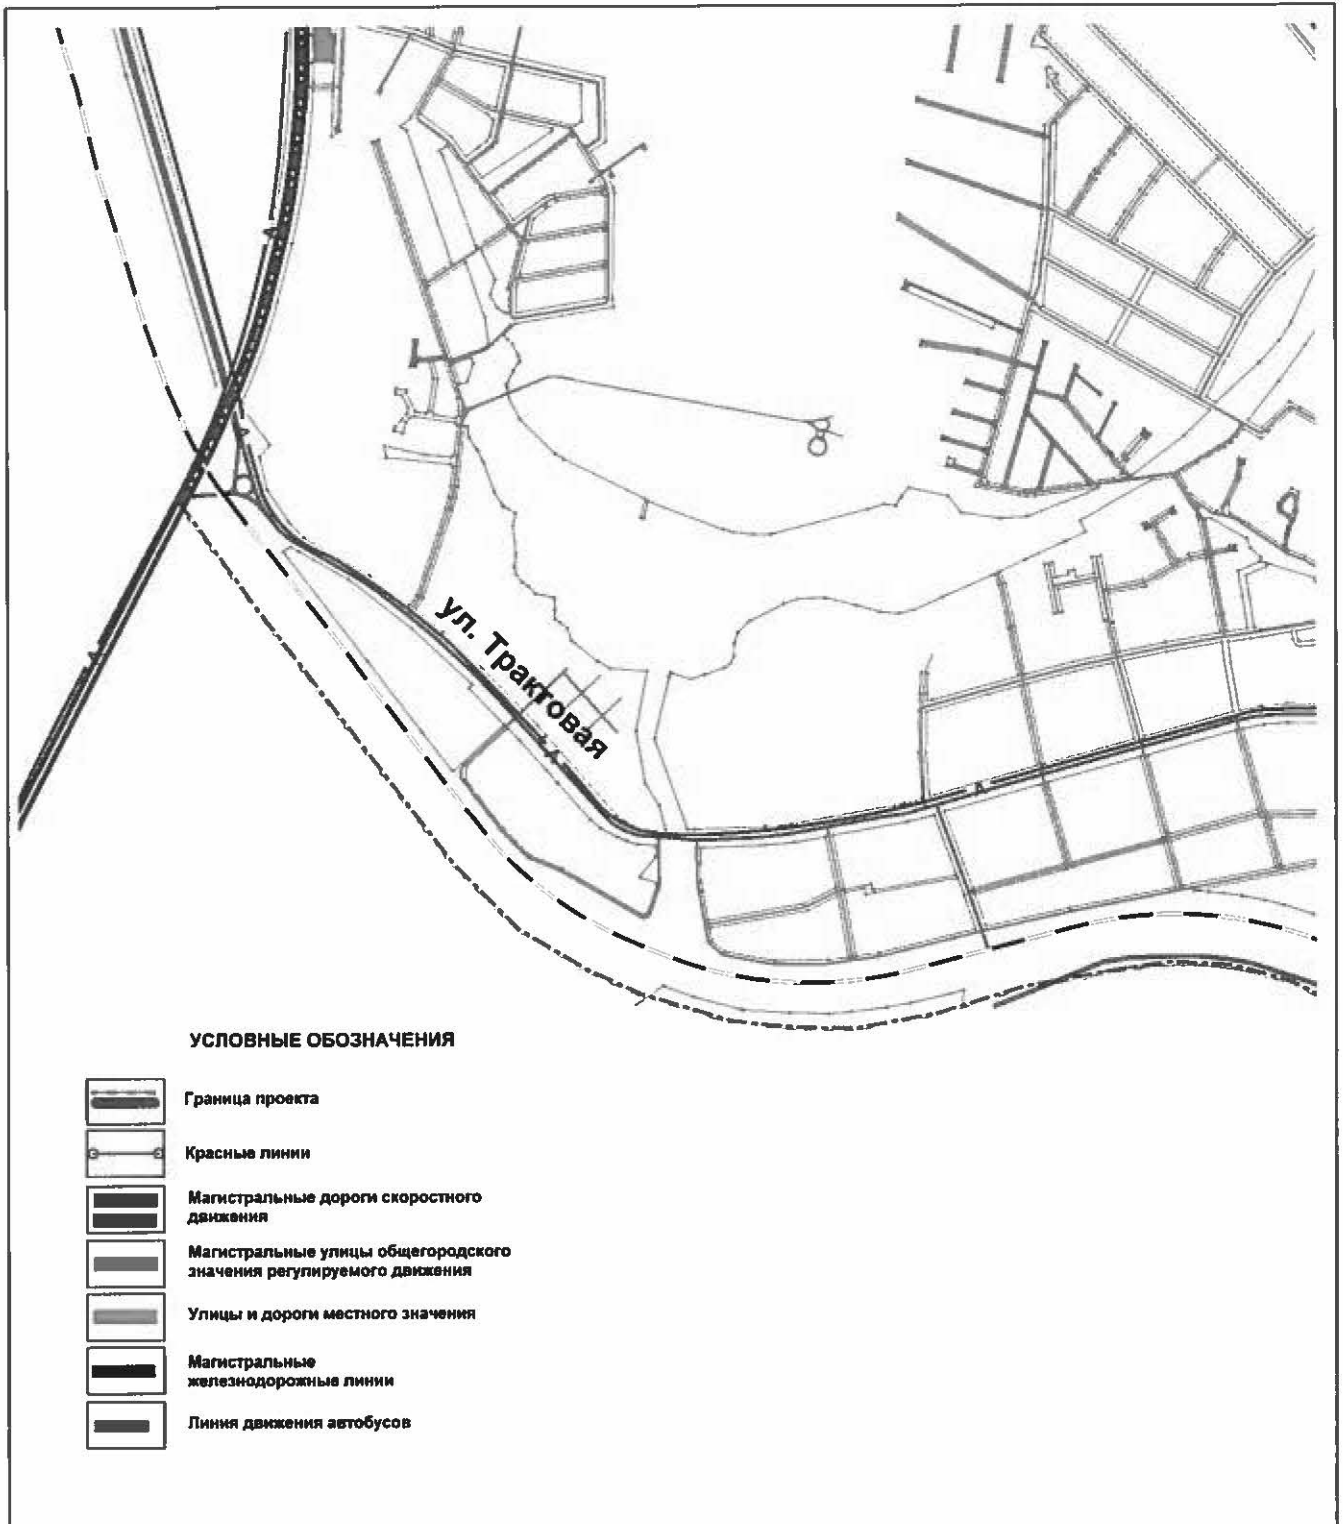 ул. Трактовая
А
А
А
А
А
УСЛОВНЫЕ ОБОЗНАЧЕНИЯ
Граница проекта
Красные линии
Магистральные дороги скоростного
движения
Магистральные улицы общегородского
значения регулируемого движения
Улицы и дороги местного значения
Магистральные
железнодорожные линии
Линия движения автобусов